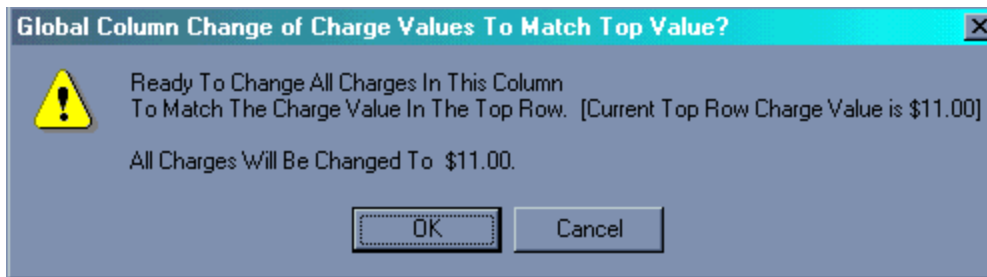 Global Column Change of Charge Values To Match Top Value?
Ready To Change All Charges In This Column
To Match The Charge Value In The Top Row. [Current Top Row Charge Value is $11.00]
All Charges Will Be Changed To $11.00.
OK
Cancel